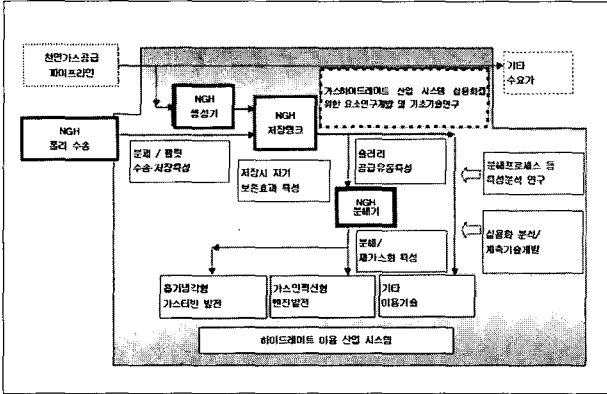 천연가스공급
파이프라인
기타
수요가
가스하이드레이트 산업 시스템 실용화를
위한 요소연구개발 및 기초기술연구
NGH
생성기
NGH
저장탱크
NGH
륙리 수송
분체 / 펠릿
수송·저장특성
저장시 자기
보존효과 특성
슬러리
공급유동특성
분해프로세스 등
특성분석 연구
NGH
분해기
분해/
재가스화 특성
실용화 분석/
계측기술개발
흡기냉각형
가스터빈 발전
가스인젝션형
엔진발전
기타
이용기술
하이드레이트 이용 산업 시스템